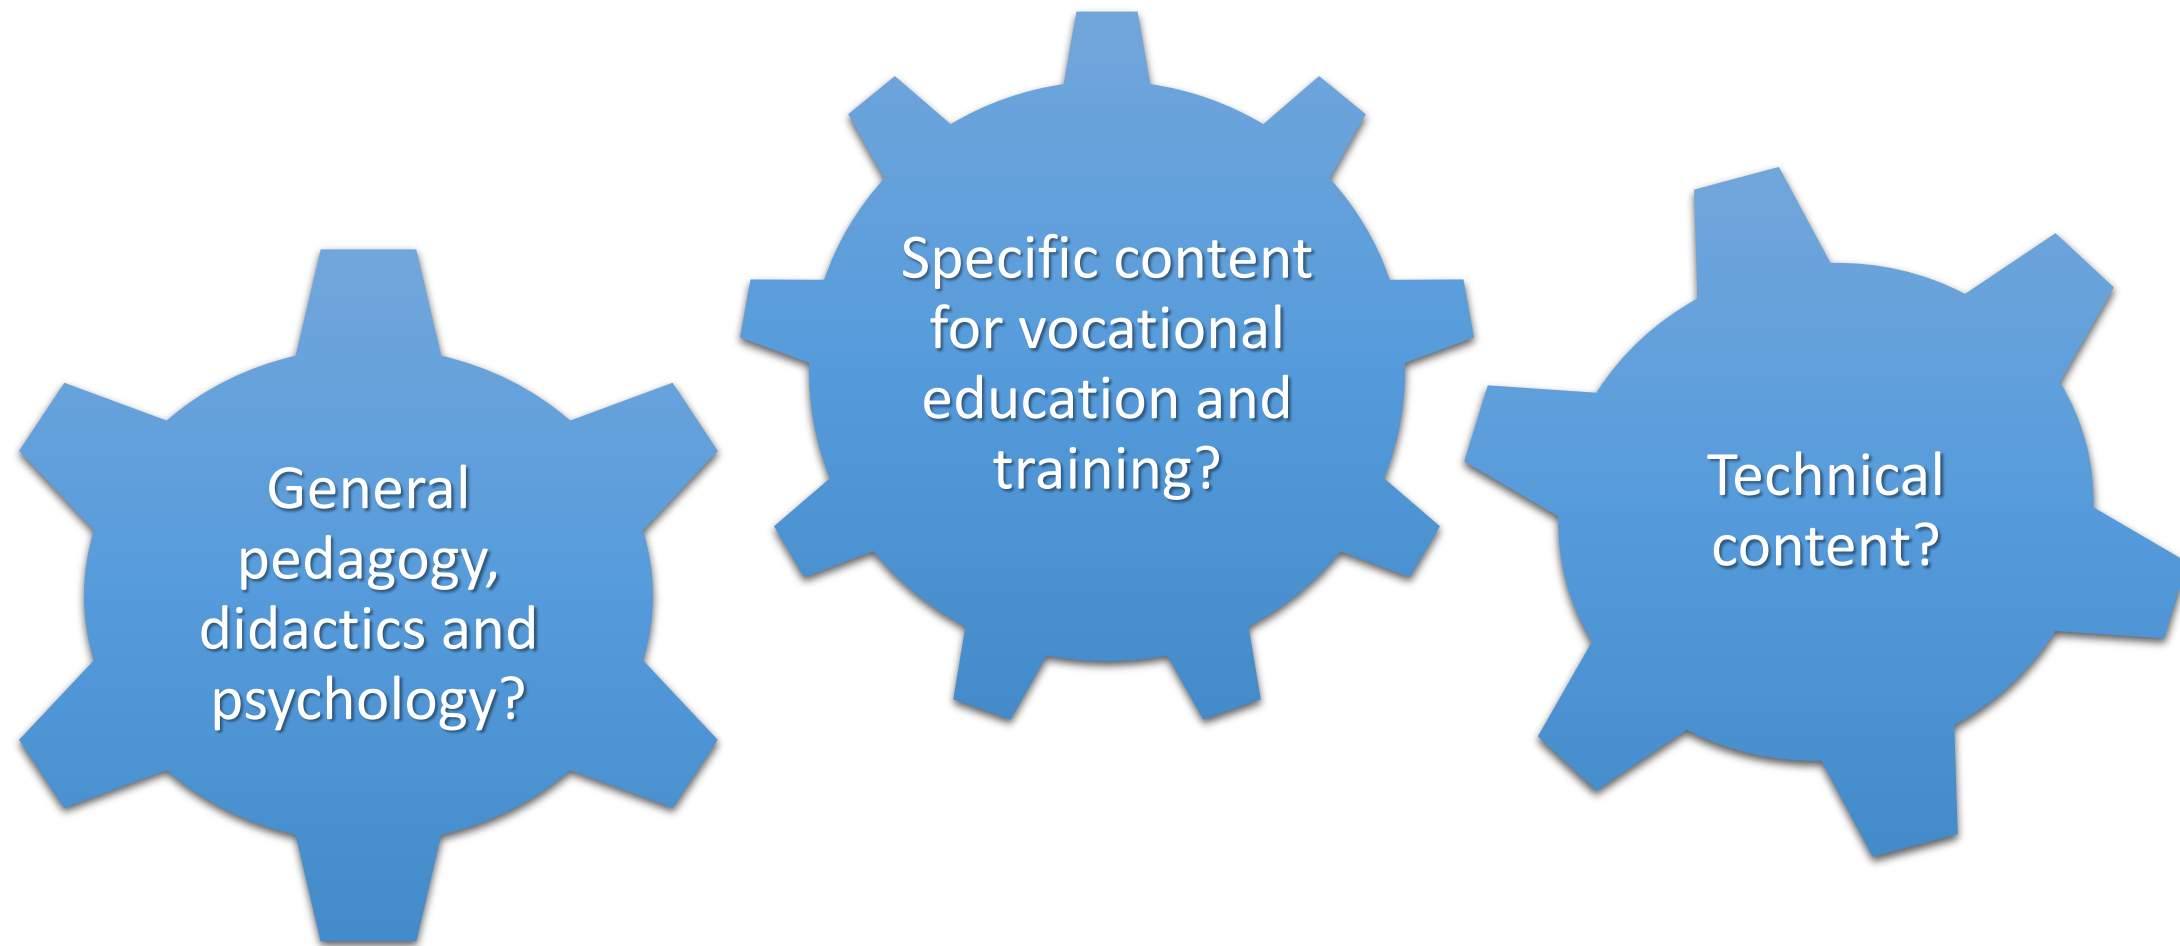 General
pedagogy,
didactics and
psychology?
Specific content
for vocational
education and
training?
Technical
content?